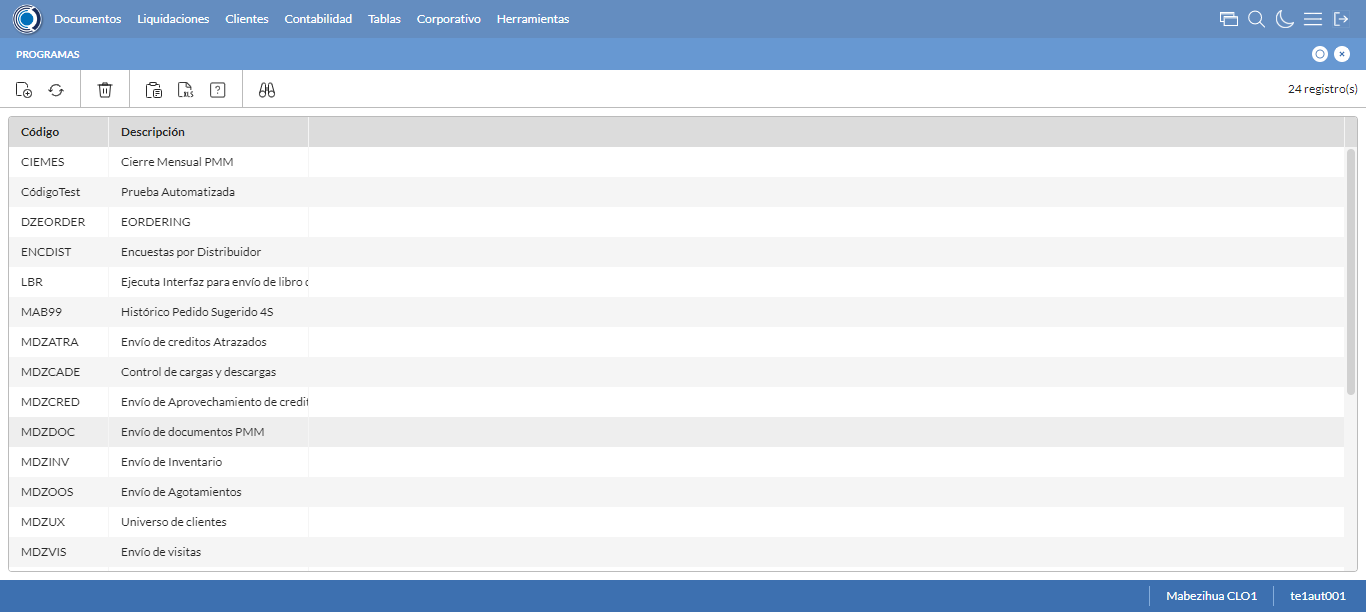 Documentos Liquidaciones Clientes Contabilidad Tablas Corporativo Herramientas
PROGRAMAS
XLS ? 24 registro(s)
Código Descripción
CIEMES Cierre Mensual PMM
CódigoTest Prueba Automatizada
DZEORDER EORDERING
ENCDIST Encuestas por Distribuidor
LBR Ejecuta Interfaz para envío de libro
MAB99 Histórico Pedido Sugerido 4S
MDZATRA Envío de creditos Atrazados
MDZCADE Control de cargas y descargas
MDZCRED Envío de Aprovechamiento de credi
MDZDOC Envío de documentos PMM
MDZINV Envío de Inventario
MDZOOS Envío de Agotamientos
MDZUX Universo de clientes
MDZVIS Envío de visitas
Mabezihua CLO1 te1aut001